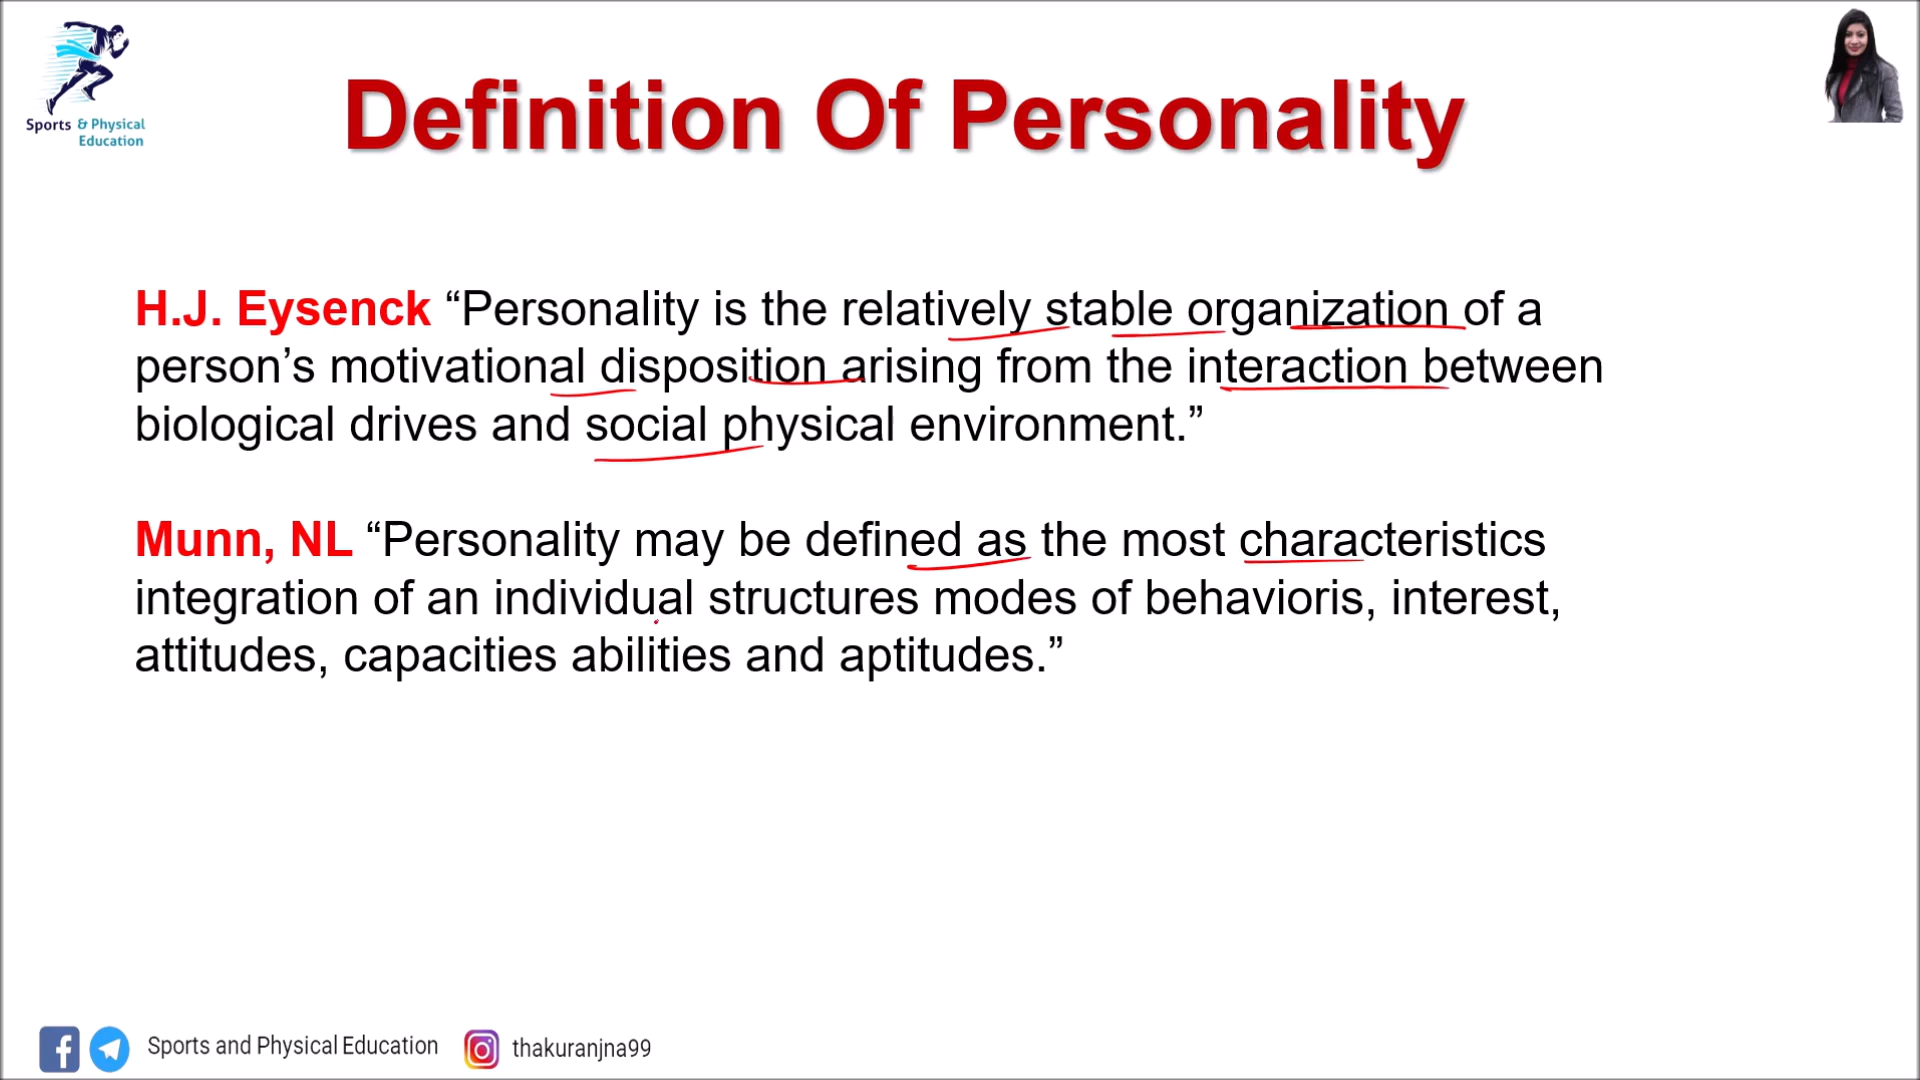 Sports & Physical
Education
Definition Of Personality
H.J. Eysenck “Personality is the relatively stable organization of a
person’s motivational disposition arising from the interaction between
biological drives and social physical environment.”
Munn, NL “Personality may be defined as the most characteristics
integration of an individual structures modes of behavioris, interest,
attitudes, capacities abilities and aptitudes.”
Sports and Physical Education thakuranjna99